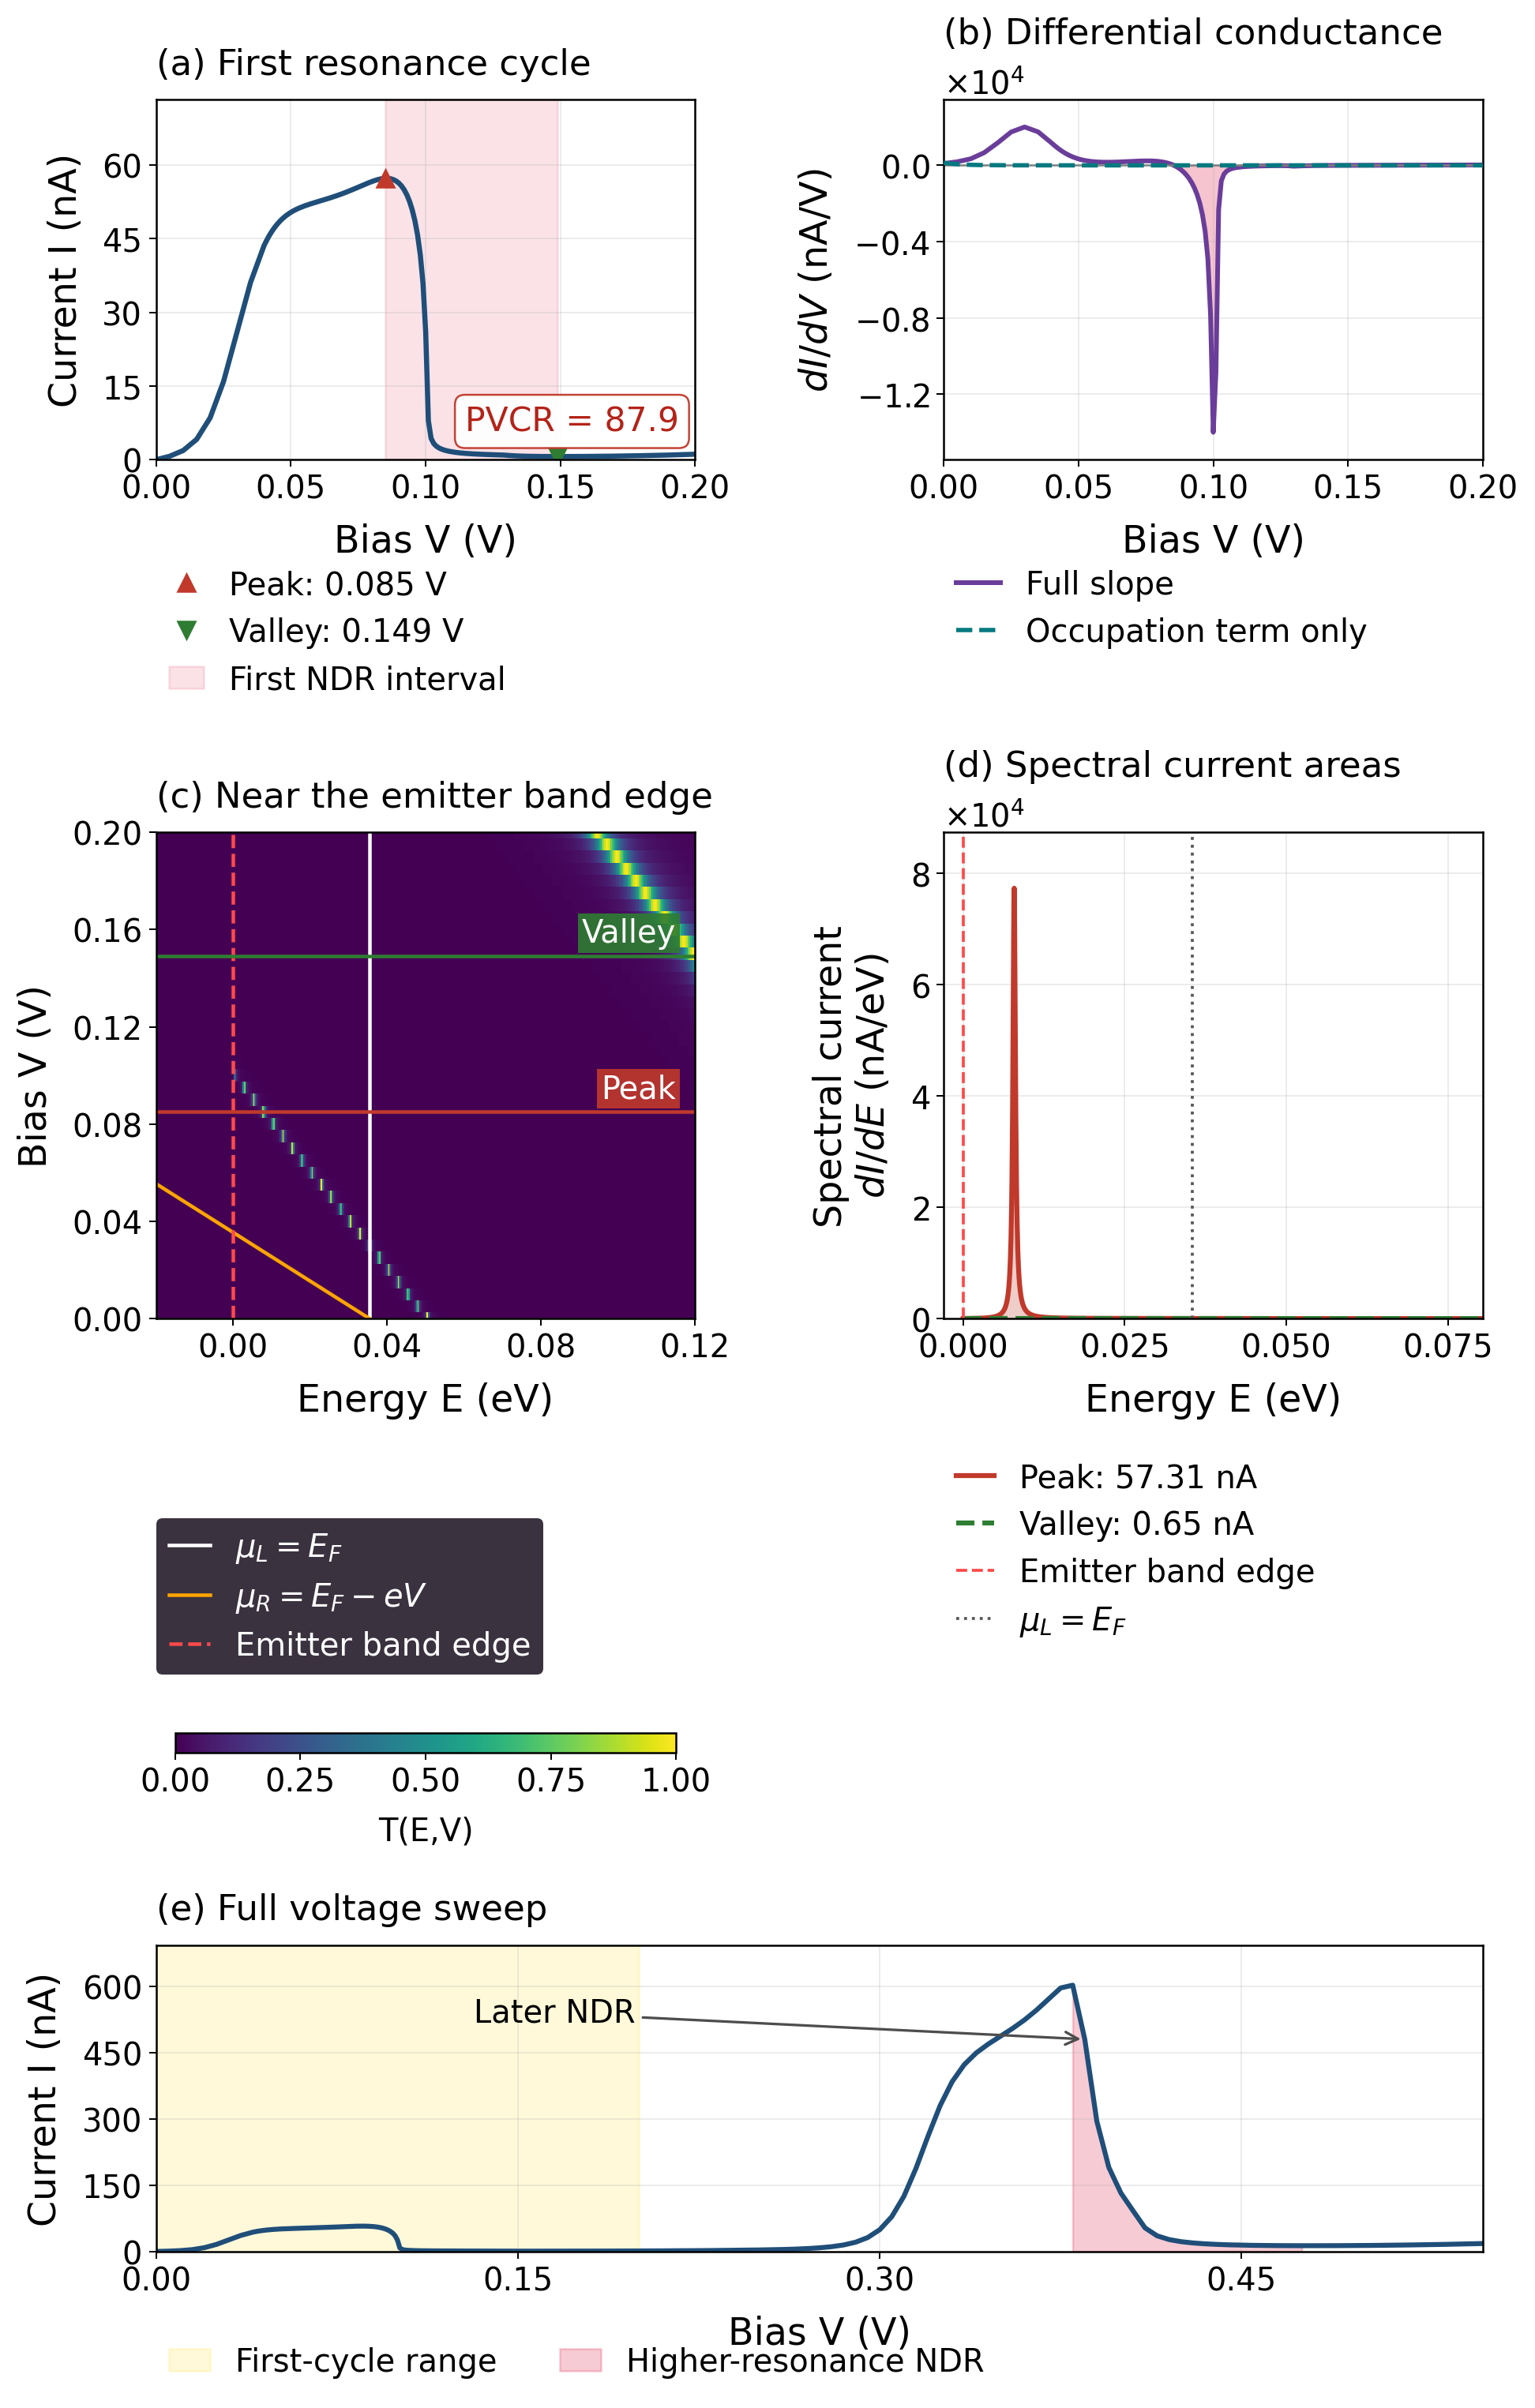 (a) First resonance cycle
Current I (nA)
60
45
30
15
0
PVCR = 87.9
0.00 0.05 0.10 0.15 0.20
Bias V (V)
Peak: 0.085 V
Valley: 0.149 V
First NDR interval
(b) Differential conductance
×10⁴
dI/dV (nA/V)
0.0
−0.4
−0.8
−1.2
0.00 0.05 0.10 0.15 0.20
Bias V (V)
Full slope
Occupation term only
(c) Near the emitter band edge
Bias V (V)
0.20
0.16
0.12
0.08
0.04
0.00
Valley
Peak
0.00 0.04 0.08 0.12
Energy E (eV)
μ_L = E_F
μ_R = E_F − eV
Emitter band edge
0.00 0.25 0.50 0.75 1.00
T(E,V)
(d) Spectral current areas
×10⁴
Spectral current
dI/dE (nA/eV)
8
6
4
2
0
0.000 0.025 0.050 0.075
Energy E (eV)
Peak: 57.31 nA
Valley: 0.65 nA
Emitter band edge
μ_L = E_F
(e) Full voltage sweep
Current I (nA)
600
450
300
150
0
Later NDR
0.00 0.15 0.30 0.45
Bias V (V)
First-cycle range
Higher-resonance NDR